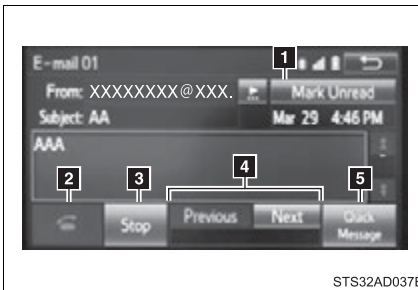 E-mail 01
1
From: XXXXXXXX@XXX.
Mark Unread
Subject: AA
Mar 29 4:46 PM
AAA
2
3
4
5
Stop
Previous
Next
Quick Message
STS32AD037E